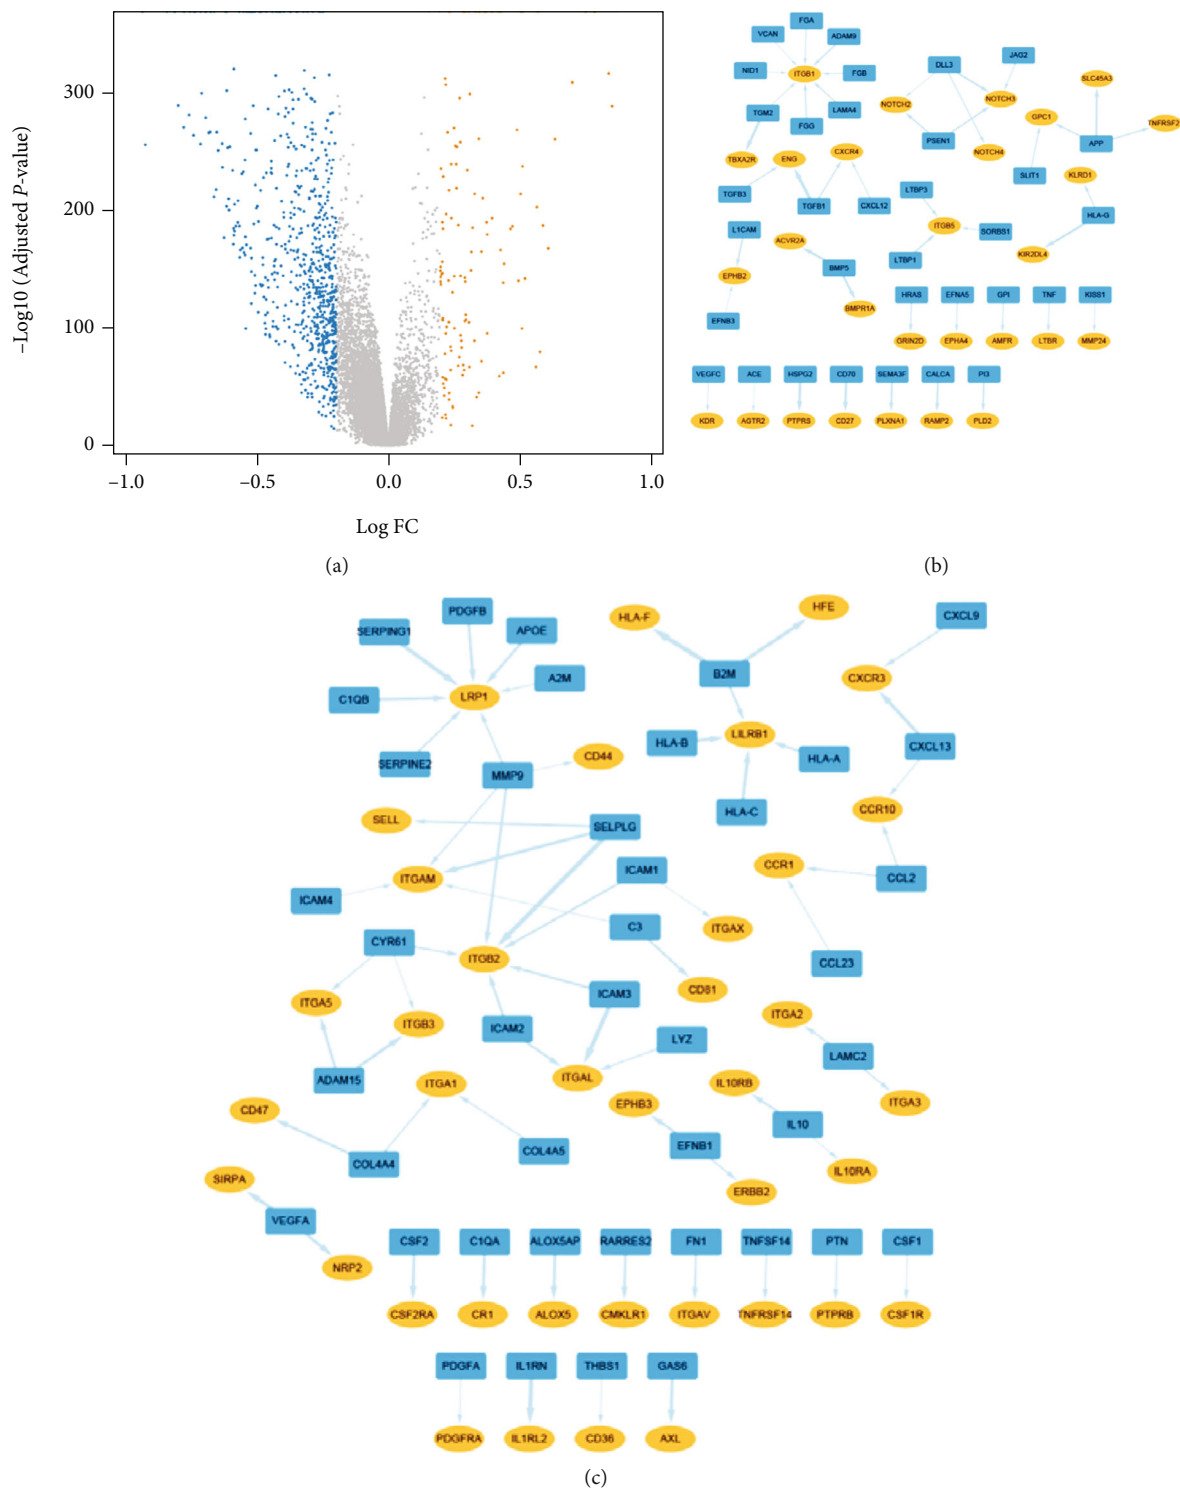 300
200
100
0
−Log10 (Adjusted P-value)
−1.0 −0.5 0.0 0.5 1.0
Log FC
(a)
FGA
VCAN ADAM9
NID1 ITGB1 FGB
TGM2 LAMA4
FGG
TBXA2R ENG CXCR4
TGFB3 TGFB1 CXCL12
L1CAM
EPHB2
EFNB3
ACVR2A
BMP5
BMPR1A
JAG2
DLL3
NOTCH2 NOTCH3
PSEN1
NOTCH4
SLC45A3
GPC1 TNFRSF2
APP
SLIT1 KLRD1
LTBP3
HLA-G
ITGB5 SORBS1
LTBP1 KIR2DL4
HRAS EFNA5 GPI TNF KISS1
GRIN2D EPHA4 AMFR LTBR MMP24
VEGFC ACE HSPG2 CD70 SEMA3F CALCA PI3
KDR AGTR2 PTPRS CD27 PLXNA1 RAMP2 PLD2
(b)
PDGFB
SERPING1 APOE
A2M
C1QB LRP1
SERPINE2 MMP9 CD44
HLA-F HFE
B2M
LILRB1
HLA-B HLA-A
HLA-C
CXCL9
CXCR3
CXCL13
CCR10
CCR1 CCL2
CCL23
SELL SELPLG
ITGAM ICAM1
ICAM4
C3 ITGAX
CYR61 ITGB2
CD81
ITGA5 ICAM3
ITGB3 ICAM2 LYZ
ADAM15 ITGA1 ITGAL
ITGA2
LAMC2
ITGA3
CD47
COL4A4 COL4A5
EPHB3
EFNB1
ERBB2
IL10RB
IL10
IL10RA
SIRPA
VEGFA
NRP2
CSF2 C1QA ALOX5AP RARRES2 FN1 TNFSF14 PTN CSF1
CSF2RA CR1 ALOX5 CMKLR1 ITGAV TNFRSF14 PTPRB CSF1R
PDGFA IL1RN THBS1 GAS6
PDGFRA IL1RL2 CD36 AXL
(c)